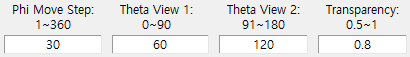 Phi Move Step: Theta View 1: Theta View 2: Transparency:
1~360 0~90 91~180 0.5~1
30 60 120 0.8